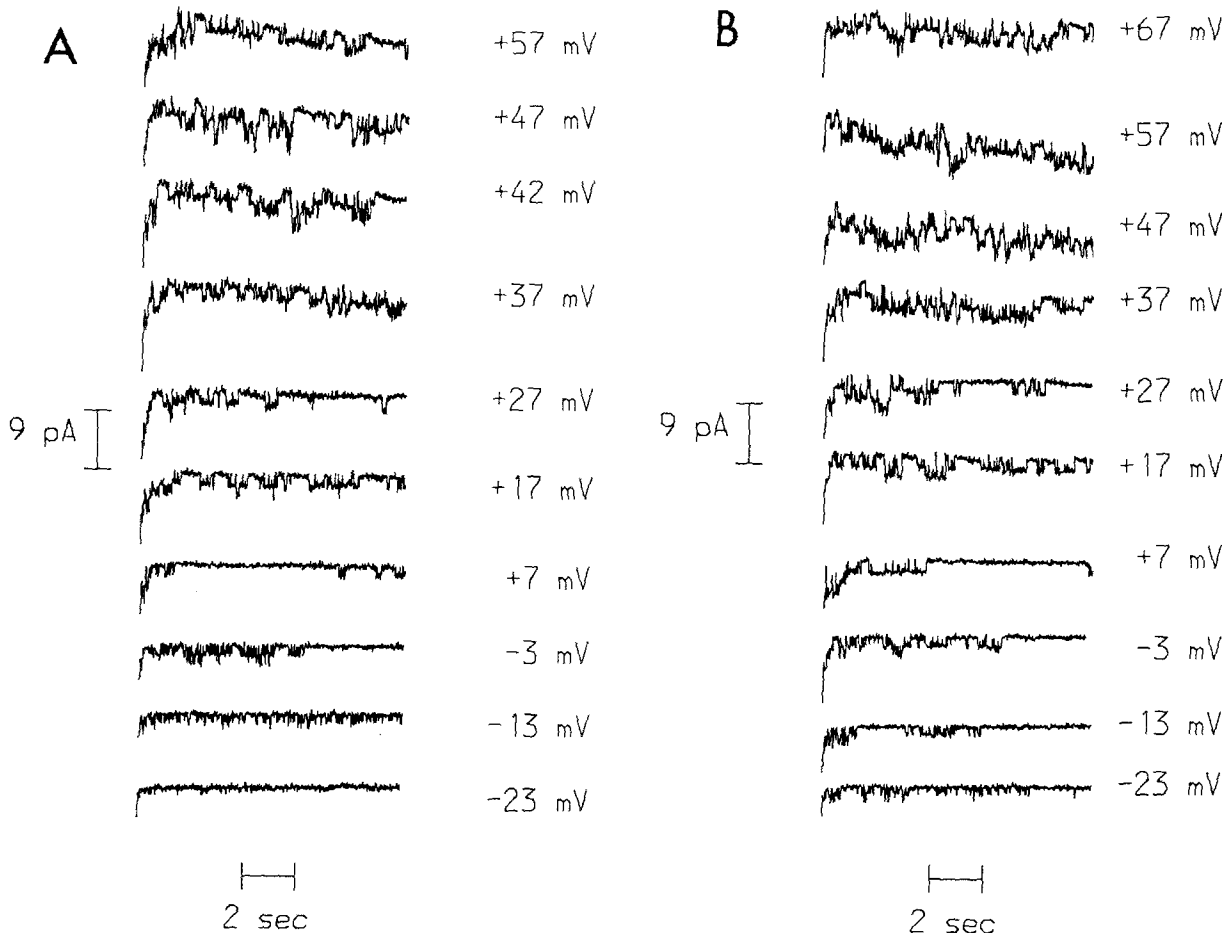 A
+57 mV
+47 mV
+42 mV
+37 mV
+27 mV
9 pA
+17 mV
+7 mV
-3 mV
-13 mV
-23 mV
2 sec
B
+67 mV
+57 mV
+47 mV
+37 mV
+27 mV
9 pA
+17 mV
+7 mV
-3 mV
-13 mV
-23 mV
2 sec